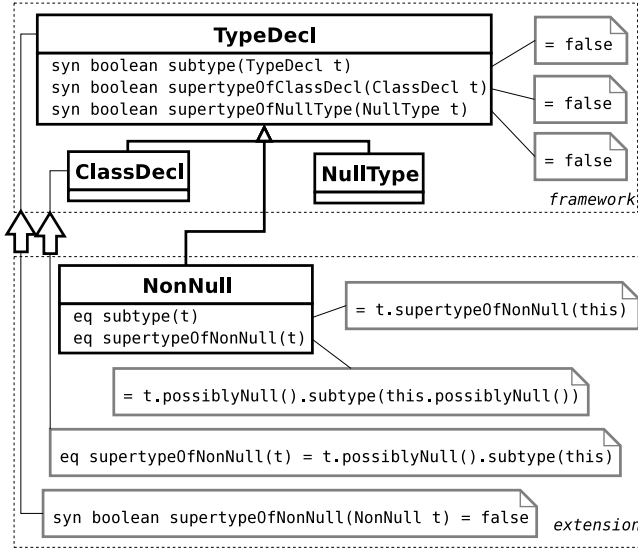 TypeDecl
syn boolean subtype(TypeDecl t)
syn boolean supertypeOfClassDecl(ClassDecl t)
syn boolean supertypeOfNullType(NullType t)
= false
= false
= false
ClassDecl
NullType
framework
NonNull
eq subtype(t)
eq supertypeOfNonNull(t)
= t.supertypeOfNonNull(this)
= t.possiblyNull().subtype(this.possiblyNull())
eq supertypeOfNonNull(t) = t.possiblyNull().subtype(this)
syn boolean supertypeOfNonNull(NonNull t) = false
extension